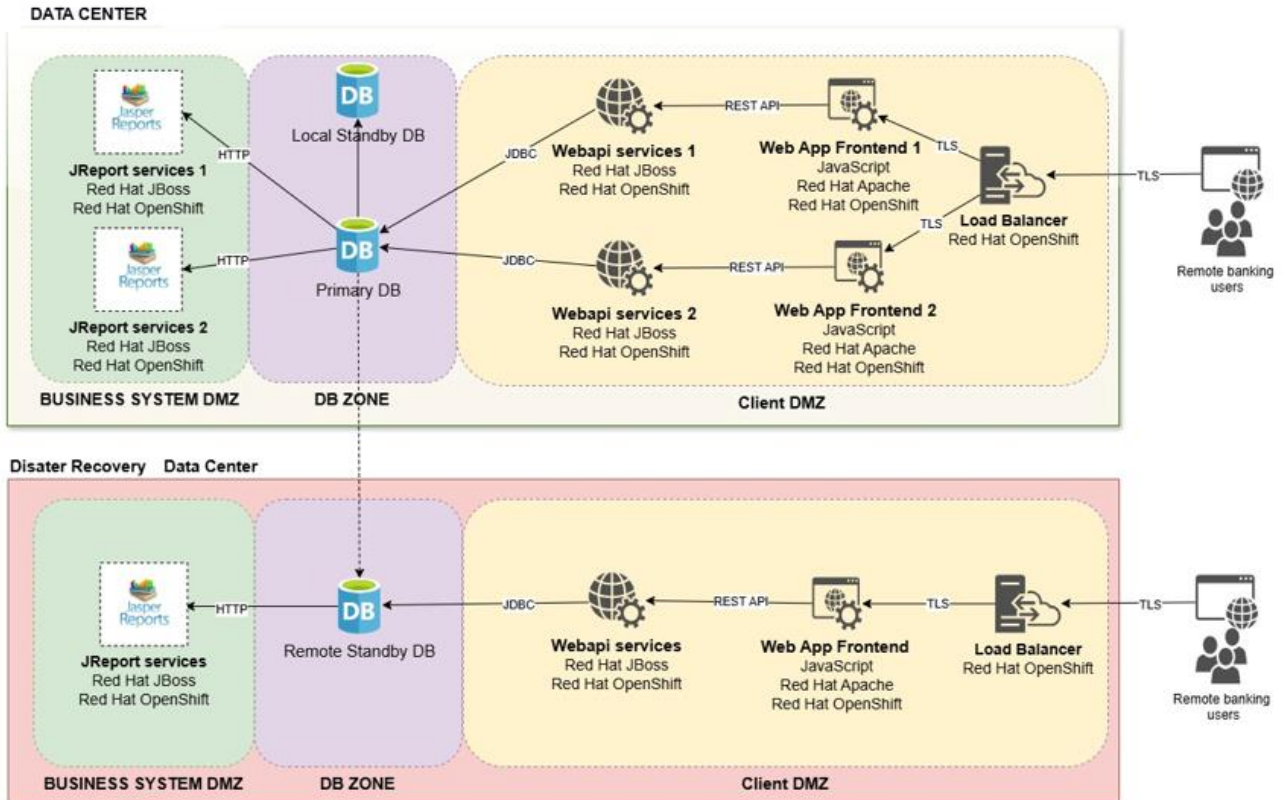 DATA CENTER
Jasper
Reports
JReport services 1
Red Hat JBoss
Red Hat OpenShift
HTTP
Jasper
Reports
JReport services 2
Red Hat JBoss
Red Hat OpenShift
HTTP
BUSINESS SYSTEM DMZ
DB
Local Standby DB
DB
Primary DB
DB ZONE
JDBC
JDBC
Webapi services 1
Red Hat JBoss
Red Hat OpenShift
REST API
Web App Frontend 1
JavaScript
Red Hat Apache
Red Hat OpenShift
TLS
Webapi services 2
Red Hat JBoss
Red Hat OpenShift
REST API
Web App Frontend 2
JavaScript
Red Hat Apache
Red Hat OpenShift
TLS
Load Balancer
Red Hat OpenShift
Client DMZ
TLS
Remote banking
users
Disater Recovery Data Center
Jasper
Reports
JReport services
Red Hat JBoss
Red Hat OpenShift
HTTP
BUSINESS SYSTEM DMZ
DB
Remote Standby DB
DB ZONE
JDBC
Webapi services
Red Hat JBoss
Red Hat OpenShift
REST API
Web App Frontend
JavaScript
Red Hat Apache
Red Hat OpenShift
TLS
Load Balancer
Red Hat OpenShift
Client DMZ
TLS
Remote banking
users